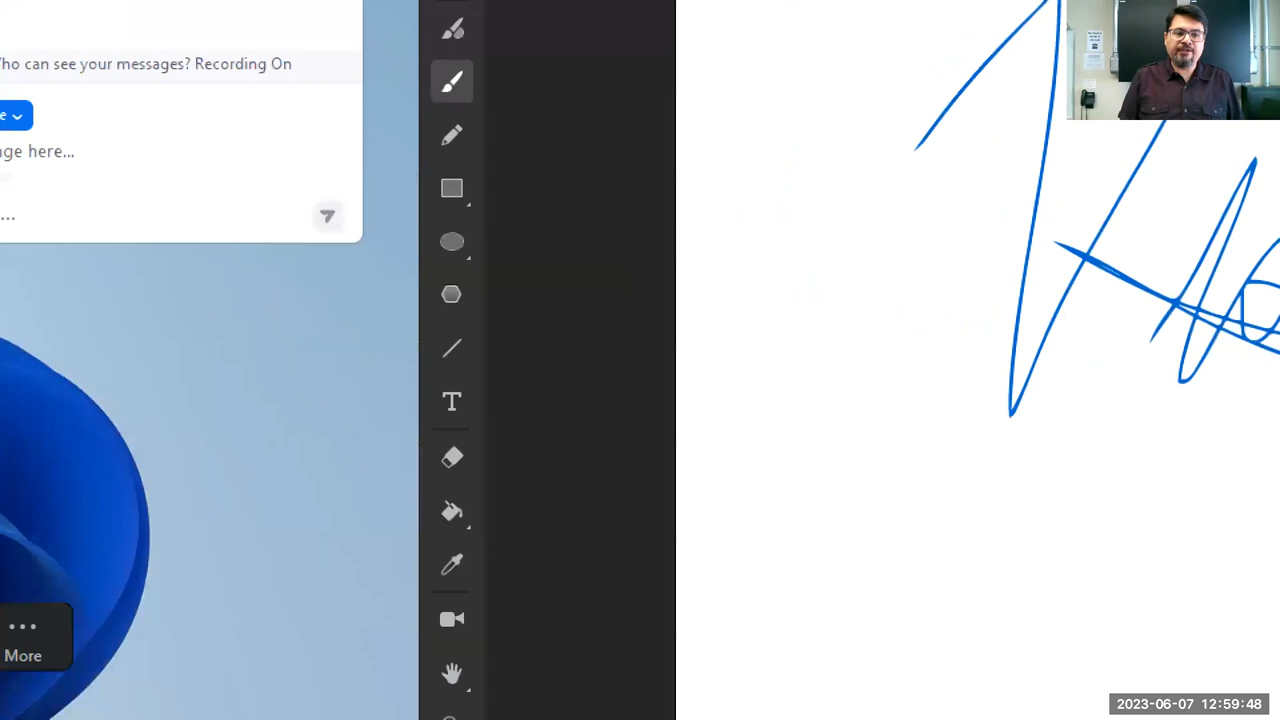 Who can see your messages? Recording On
e
ge here...
...
T
More
2023-06-07 12:59:48